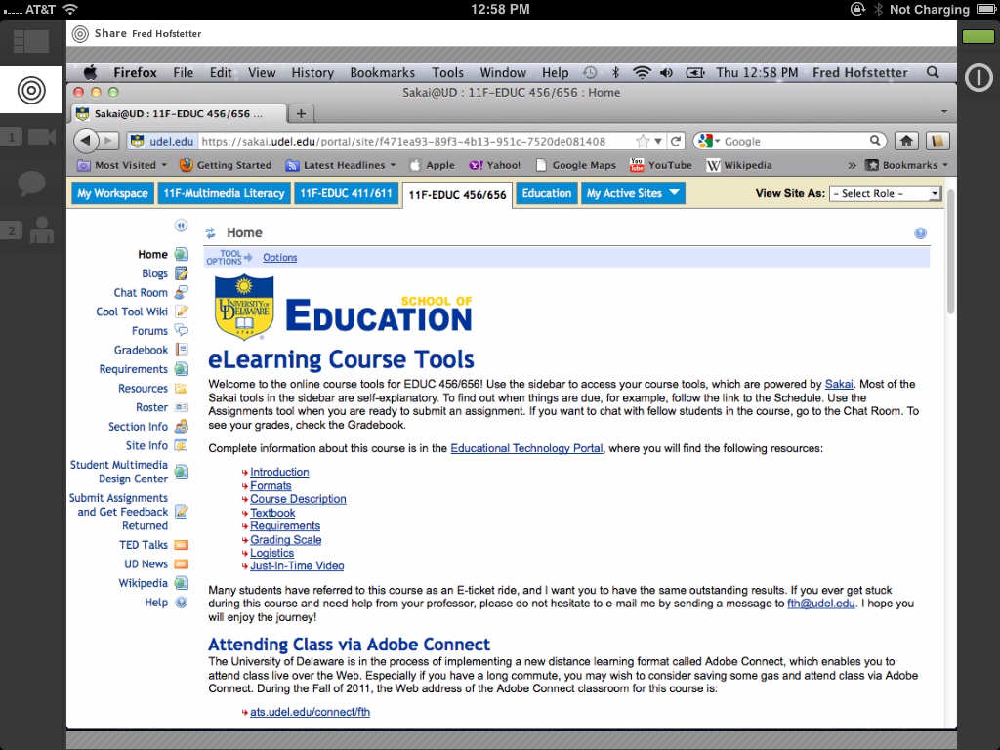 AT&T 12:58 PM Not Charging
Share Fred Hofstetter
Firefox File Edit View History Bookmarks Tools Window Help Thu 12:58 PM Fred Hofstetter
Sakai@UD : 11F-EDUC 456/656 : Home
Sakai@UD : 11F-EDUC 456/656 ... +
udel.edu https://sakai.udel.edu/portal/site/f471ea93-89f3-4b13-951c-7520de081408 Google
Most Visited Getting Started Latest Headlines Apple Yahoo! Google Maps YouTube Wikipedia » Bookmarks
My Workspace 11F-Multimedia Literacy 11F-EDUC 411/611 11F-EDUC 456/656 Education My Active Sites View Site As: - Select Role -
Home
TOOL OPTIONS Options
Home
Blogs
Chat Room
Cool Tool Wiki
Forums
Gradebook
Requirements
Resources
Roster
Section Info
Site Info
Student Multimedia
Design Center
Submit Assignments
and Get Feedback
Returned
TED Talks
UD News
Wikipedia
Help
1
2
UNIVERSITY OF DELAWARE
1743
SCHOOL OF
EDUCATION
eLearning Course Tools
Welcome to the online course tools for EDUC 456/656! Use the sidebar to access your course tools, which are powered by Sakai. Most of the
Sakai tools in the sidebar are self-explanatory. To find out when things are due, for example, follow the link to the Schedule. Use the
Assignments tool when you are ready to submit an assignment. If you want to chat with fellow students in the course, go to the Chat Room. To
see your grades, check the Gradebook.
Complete information about this course is in the Educational Technology Portal, where you will find the following resources:
Introduction
Formats
Course Description
Textbook
Requirements
Grading Scale
Logistics
Just-In-Time Video
Many students have referred to this course as an E-ticket ride, and I want you to have the same outstanding results. If you ever get stuck
during this course and need help from your professor, please do not hesitate to e-mail me by sending a message to fth@udel.edu. I hope you
will enjoy the journey!
Attending Class via Adobe Connect
The University of Delaware is in the process of implementing a new distance learning format called Adobe Connect, which enables you to
attend class live over the Web. Especially if you have a long commute, you may wish to consider saving some gas and attend class via Adobe
Connect. During the Fall of 2011, the Web address of the Adobe Connect classroom for this course is:
ats.udel.edu/connect/fth